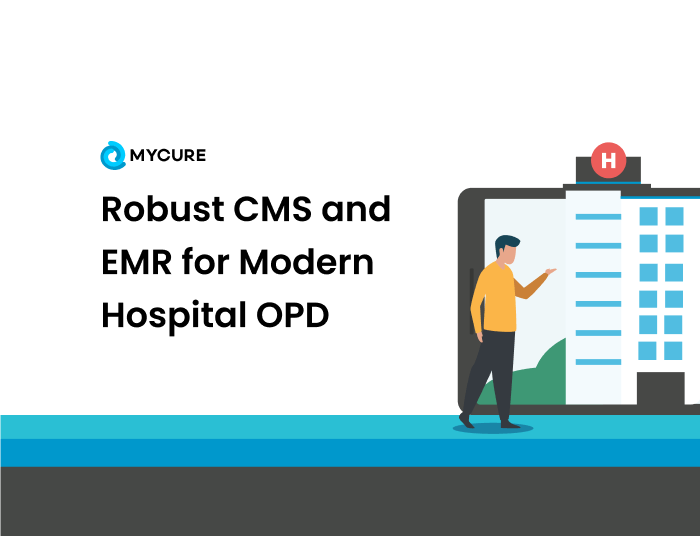 MYCURE
Robust CMS and
EMR for Modern
Hospital OPD
H